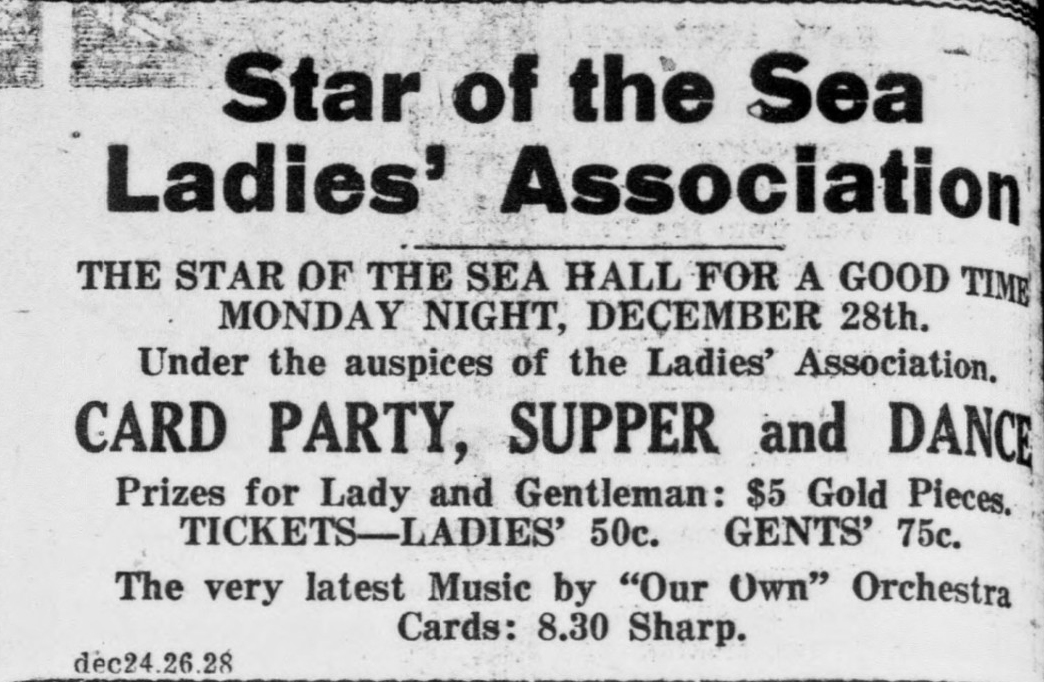 Star of the Sea
Ladies' Association
THE STAR OF THE SEA HALL FOR A GOOD TIME
MONDAY NIGHT, DECEMBER 28th.
Under the auspices of the Ladies' Association.
CARD PARTY, SUPPER and DANCE
Prizes for Lady and Gentleman: $5 Gold Pieces.
TICKETS—LADIES' 50c. GENTS' 75c.
The very latest Music by "Our Own" Orchestra
Cards: 8.30 Sharp.
dec24.26.28